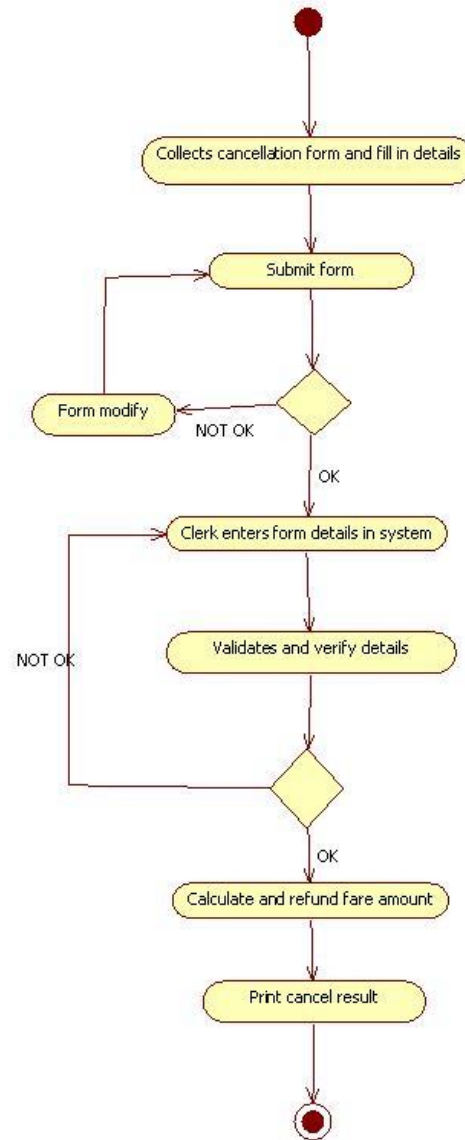 Collects cancellation form and fill in details
Submit form
Form modify
NOT OK
OK
Clerk enters form details in system
Validates and verify details
NOT OK
OK
Calculate and refund fare amount
Print cancel result